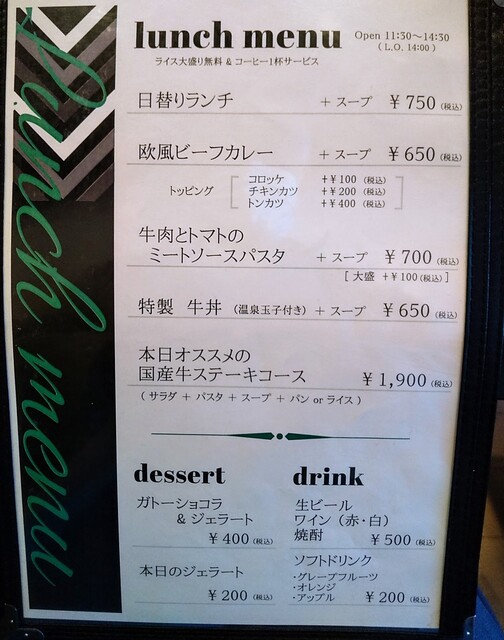 Lunch menu
lunch menu
Open 11:30～14:30
( L.O. 14:00 )
ライス大盛り無料 & コーヒー1杯サービス
日替りランチ ＋スープ ￥750 (税込)
欧風ビーフカレー ＋スープ ￥650 (税込)
トッピング
コロッケ +￥100 (税込)
チキンカツ +￥200 (税込)
トンカツ +￥400 (税込)
牛肉とトマトの
ミートソースパスタ ＋スープ ￥700 (税込)
[ 大盛 +￥100(税込) ]
特製 牛丼 (温泉玉子付き) ＋スープ ￥650 (税込)
本日オススメの
国産牛ステーキコース ￥1,900 (税込)
( サラダ + パスタ + スープ + パン or ライス )
dessert
ガトーショコラ
& ジェラート
￥400 (税込)
本日のジェラート
￥200 (税込)
drink
生ビール
ワイン (赤・白)
焼酎 ￥500 (税込)
ソフトドリンク
・グレープフルーツ
・オレンジ
・アップル ￥200 (税込)